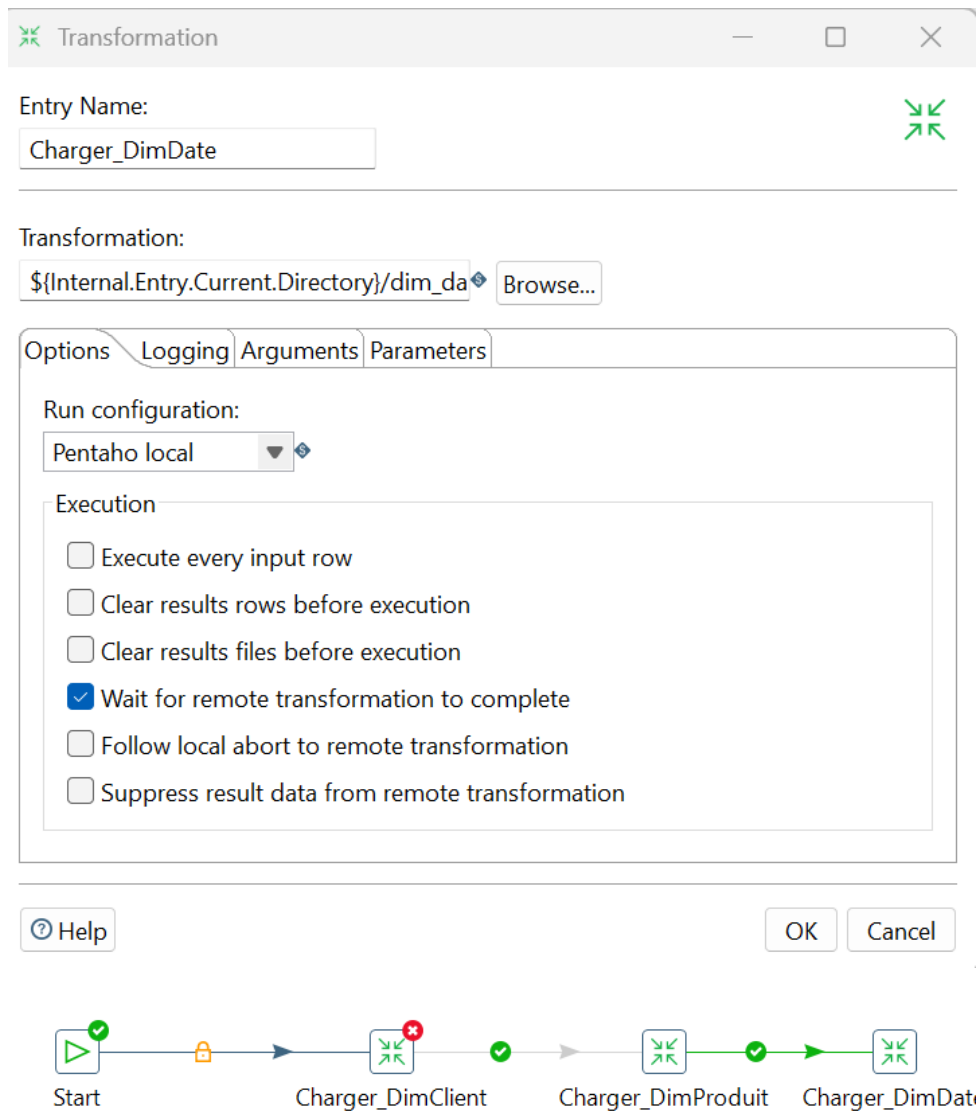 Transformation
Entry Name:
Charger_DimDate
Transformation:
${Internal.Entry.Current.Directory}/dim_da
Browse...
Options Logging Arguments Parameters
Run configuration:
Pentaho local
Execution
Execute every input row
Clear results rows before execution
Clear results files before execution
Wait for remote transformation to complete
Follow local abort to remote transformation
Suppress result data from remote transformation
Help OK Cancel
Start Charger_DimClient Charger_DimProduit Charger_DimDate